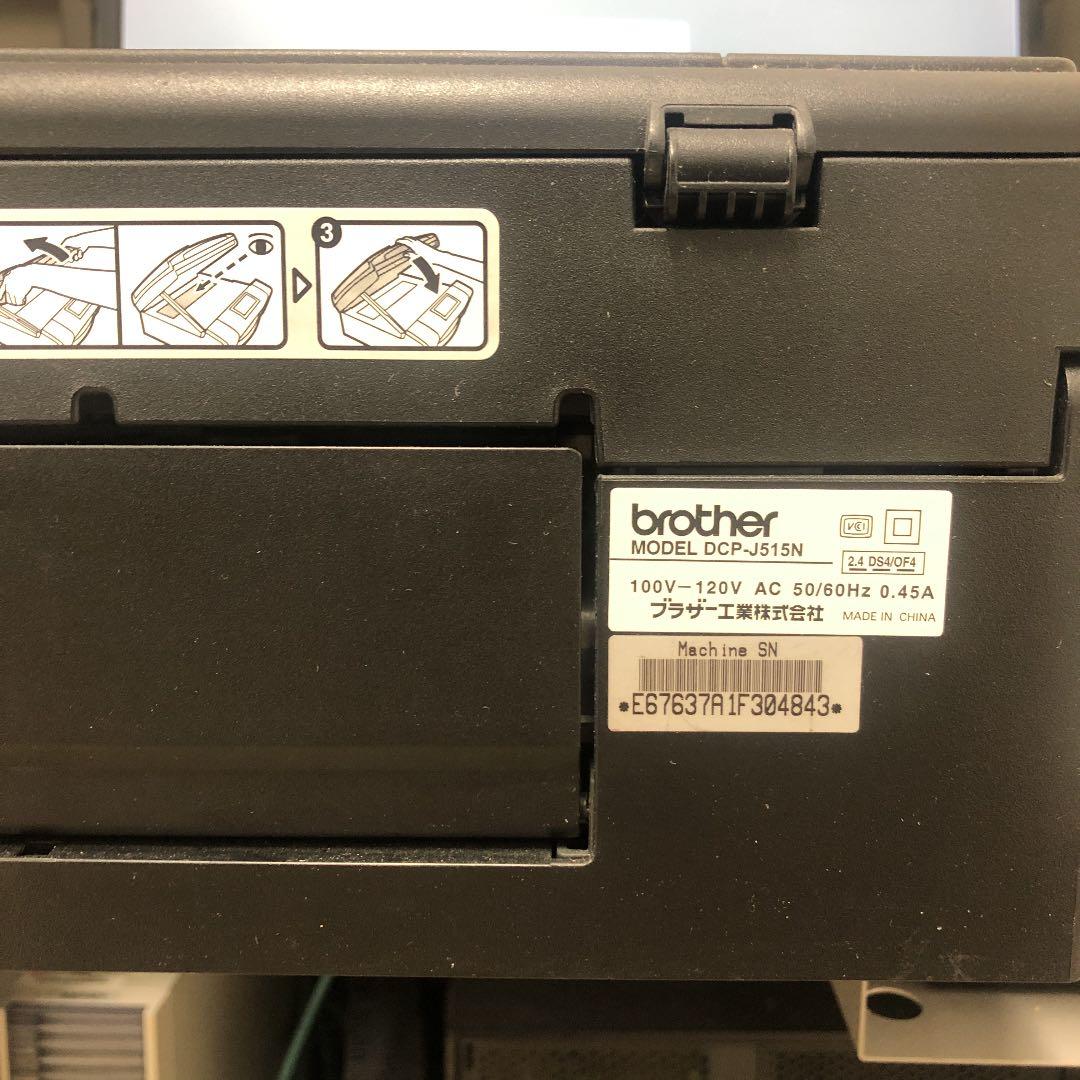 3
brother
MODEL DCP-J515N
VCI
2.4 DS4/OF4
100V-120V AC 50/60Hz 0.45A
ブラザー工業株式会社 MADE IN CHINA
Machine SN
*E67637A1F304843*